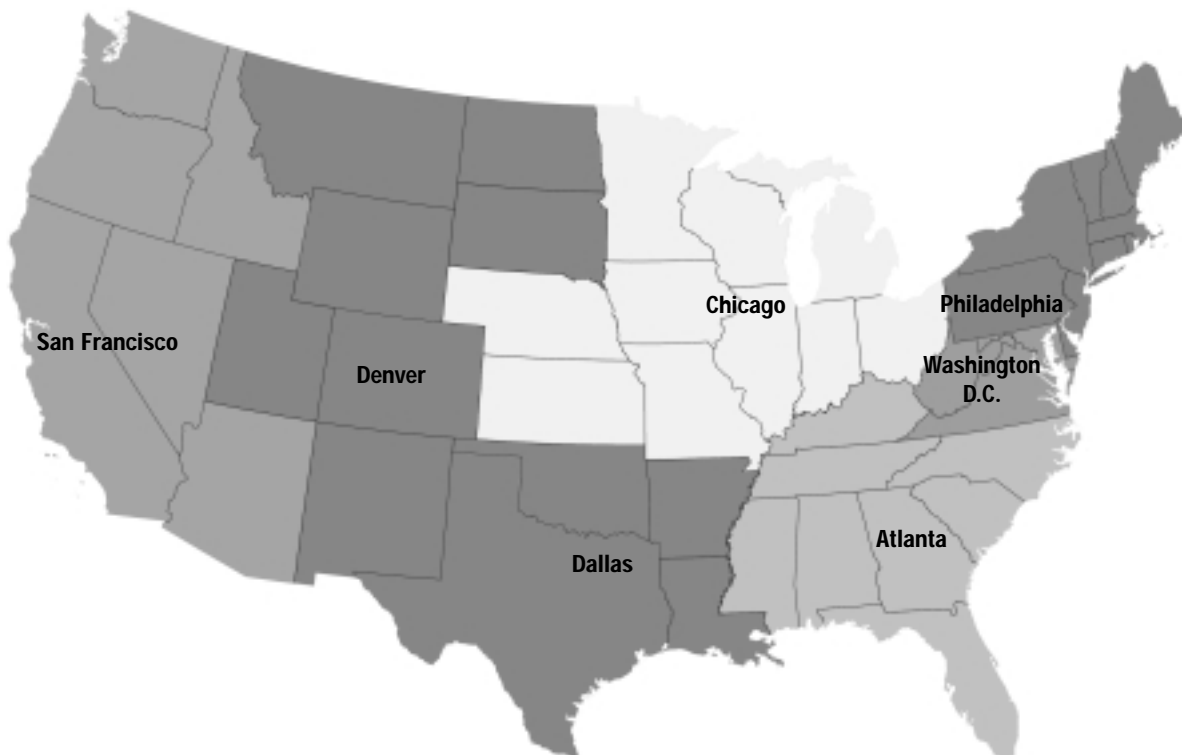 Chicago
Philadelphia
San Francisco
Washington
D.C.
Denver
Atlanta
Dallas